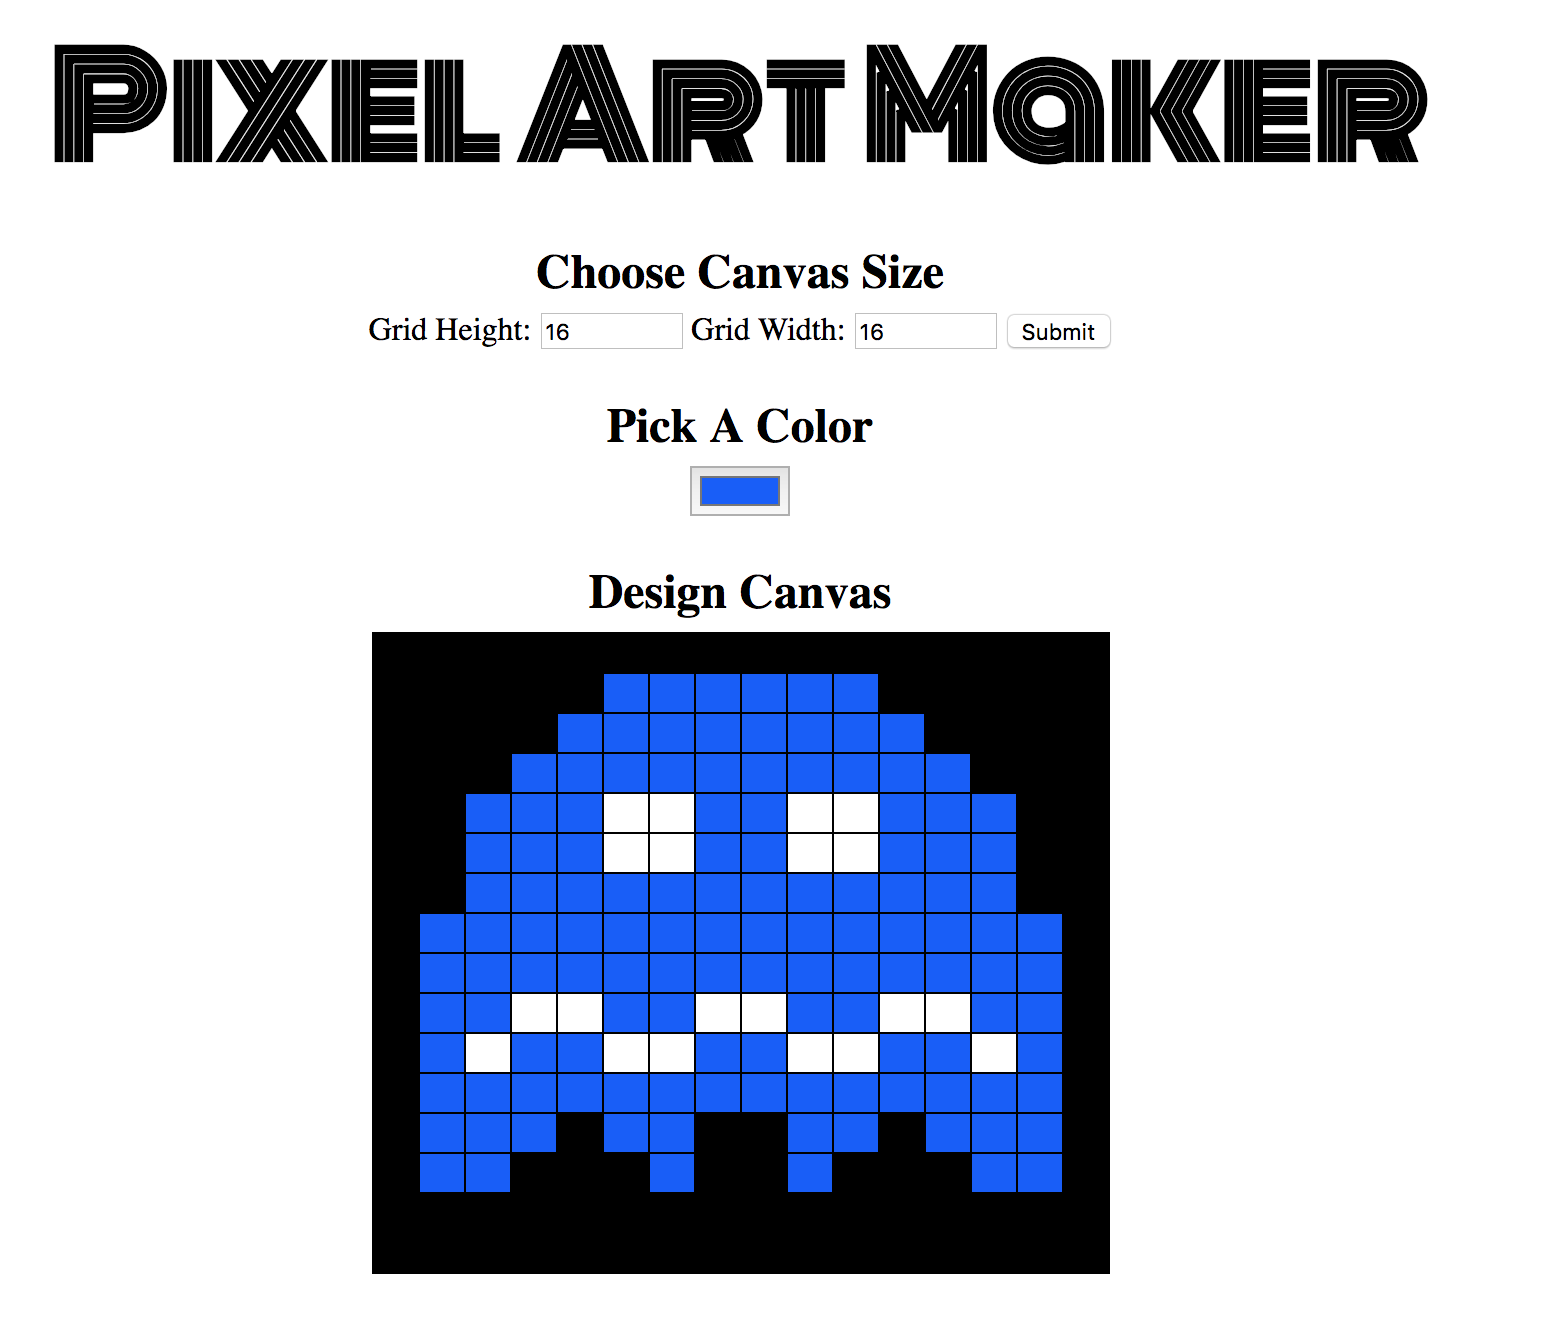 Pixel Art Maker
Choose Canvas Size
Grid Height: 16 Grid Width: 16 Submit
Pick A Color
Design Canvas